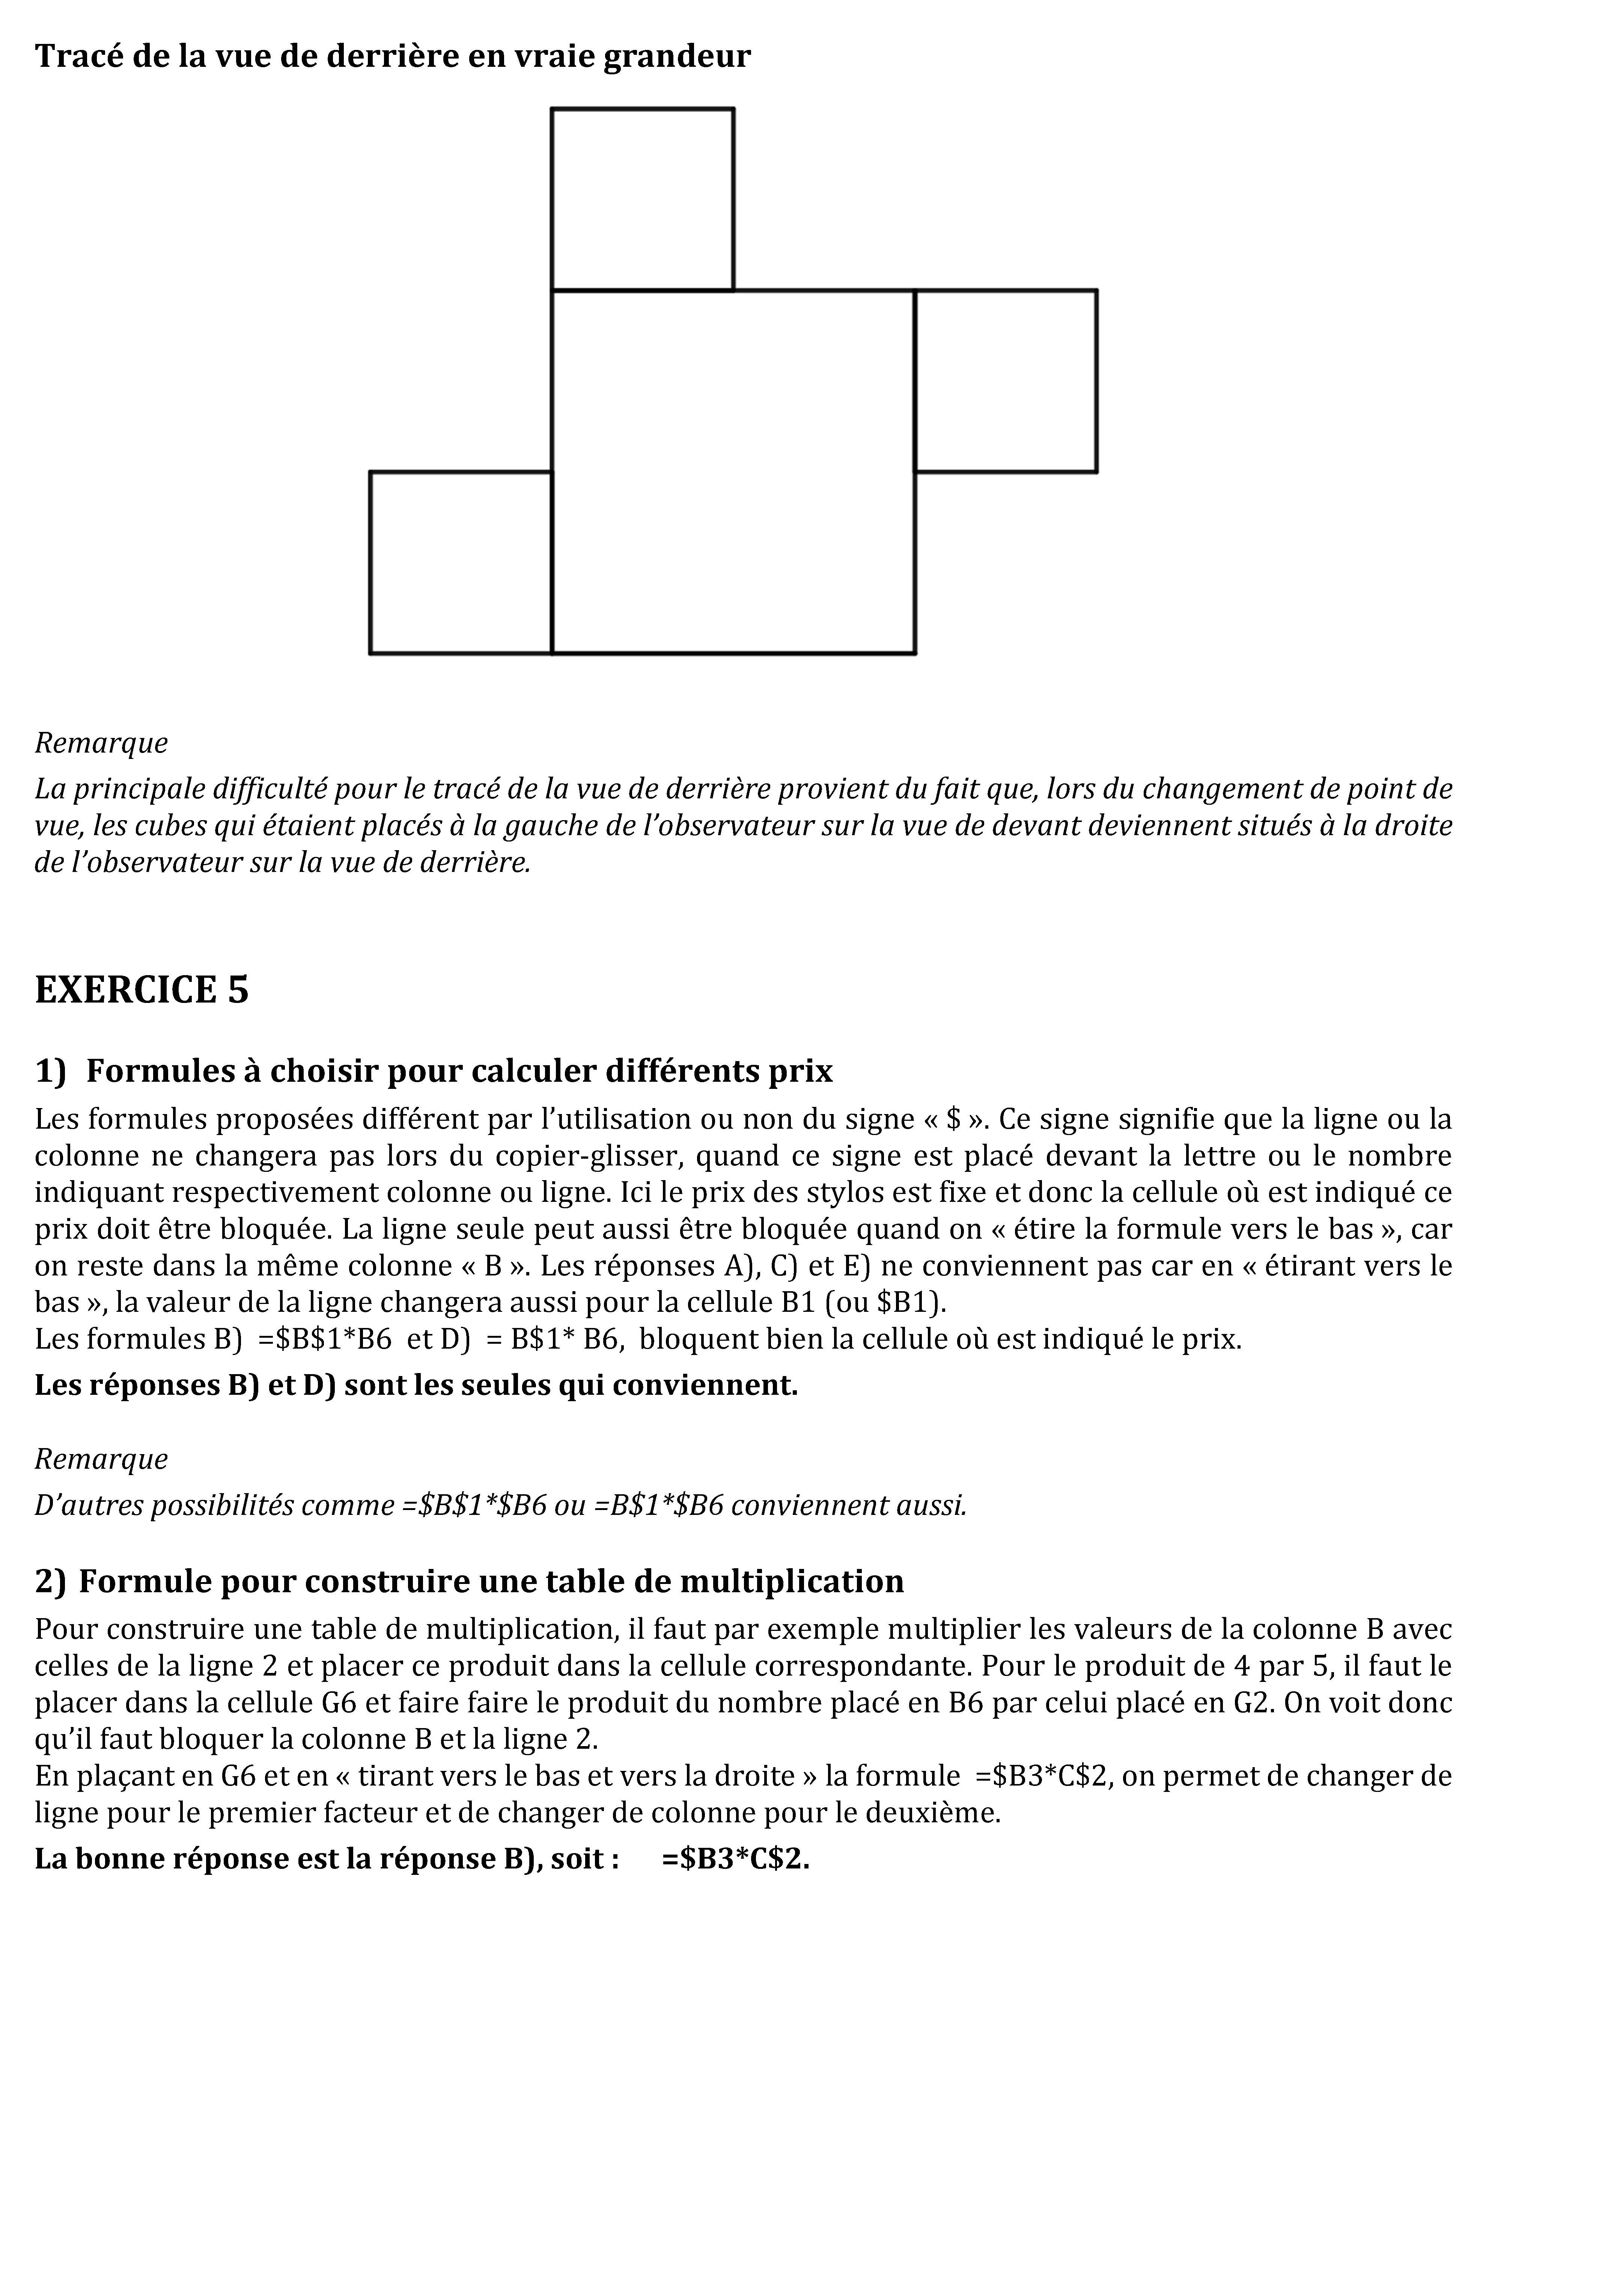 Tracé de la vue de derrière en vraie grandeur
Remarque
La principale difficulté pour le tracé de la vue de derrière provient du fait que, lors du changement de point de
vue, les cubes qui étaient placés à la gauche de l’observateur sur la vue de devant deviennent situés à la droite
de l’observateur sur la vue de derrière.
EXERCICE 5
1) Formules à choisir pour calculer différents prix
Les formules proposées différent par l’utilisation ou non du signe « $ ». Ce signe signifie que la ligne ou la
colonne ne changera pas lors du copier-glisser, quand ce signe est placé devant la lettre ou le nombre
indiquant respectivement colonne ou ligne. Ici le prix des stylos est fixe et donc la cellule où est indiqué ce
prix doit être bloquée. La ligne seule peut aussi être bloquée quand on « étire la formule vers le bas », car
on reste dans la même colonne « B ». Les réponses A), C) et E) ne conviennent pas car en « étirant vers le
bas », la valeur de la ligne changera aussi pour la cellule B1 (ou $B1).
Les formules B) =$B$1*B6 et D) = B$1* B6, bloquent bien la cellule où est indiqué le prix.
Les réponses B) et D) sont les seules qui conviennent.
Remarque
D’autres possibilités comme =$B$1*$B6 ou =B$1*$B6 conviennent aussi.
2) Formule pour construire une table de multiplication
Pour construire une table de multiplication, il faut par exemple multiplier les valeurs de la colonne B avec
celles de la ligne 2 et placer ce produit dans la cellule correspondante. Pour le produit de 4 par 5, il faut le
placer dans la cellule G6 et faire faire le produit du nombre placé en B6 par celui placé en G2. On voit donc
qu’il faut bloquer la colonne B et la ligne 2.
En plaçant en G6 et en « tirant vers le bas et vers la droite » la formule =$B3*C$2, on permet de changer de
ligne pour le premier facteur et de changer de colonne pour le deuxième.
La bonne réponse est la réponse B), soit : =$B3*C$2.